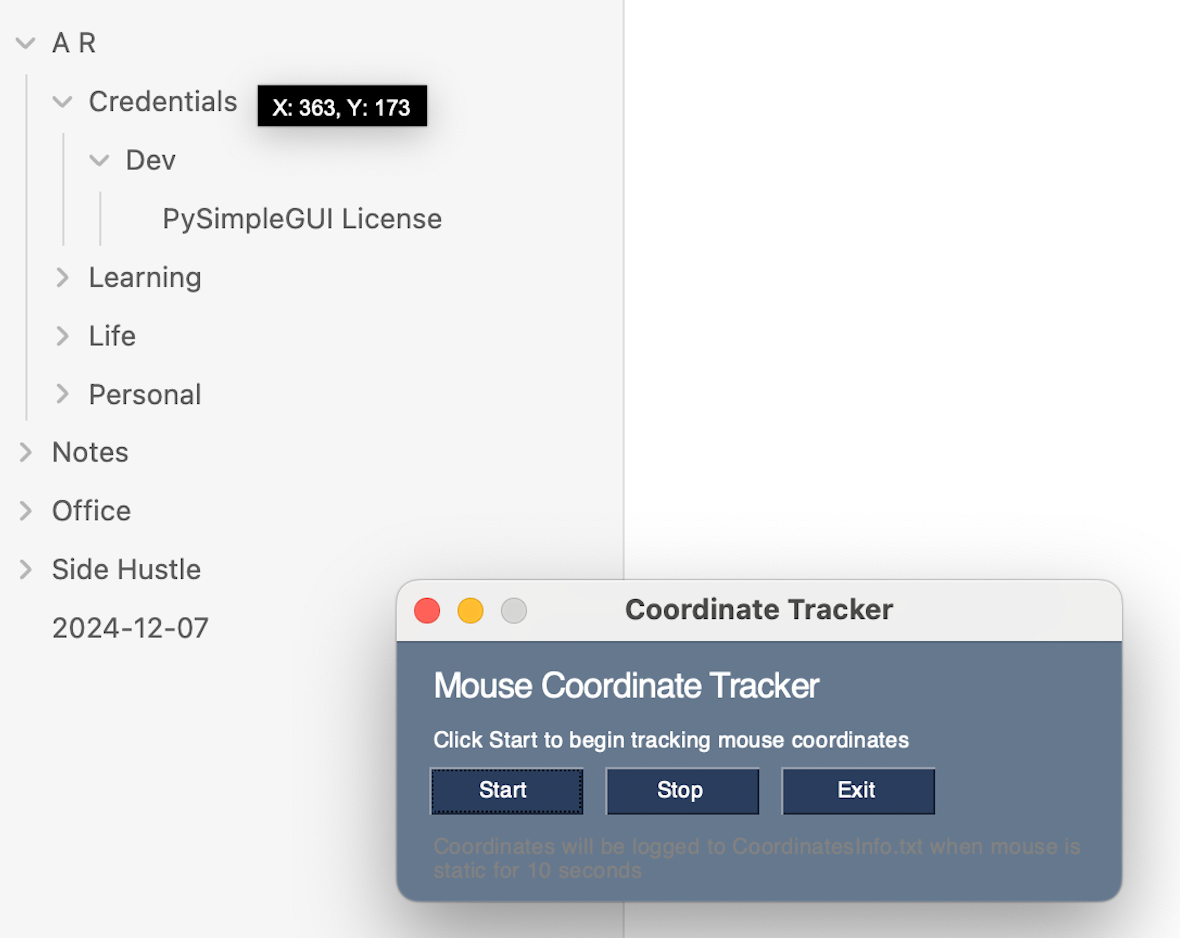 A R
Credentials
X: 363, Y: 173
Dev
PySimpleGUI License
Learning
Life
Personal
Notes
Office
Side Hustle
2024-12-07
Coordinate Tracker
Mouse Coordinate Tracker
Click Start to begin tracking mouse coordinates
Start
Stop
Exit
Coordinates will be logged to CoordinatesInfo.txt when mouse is
static for 10 seconds